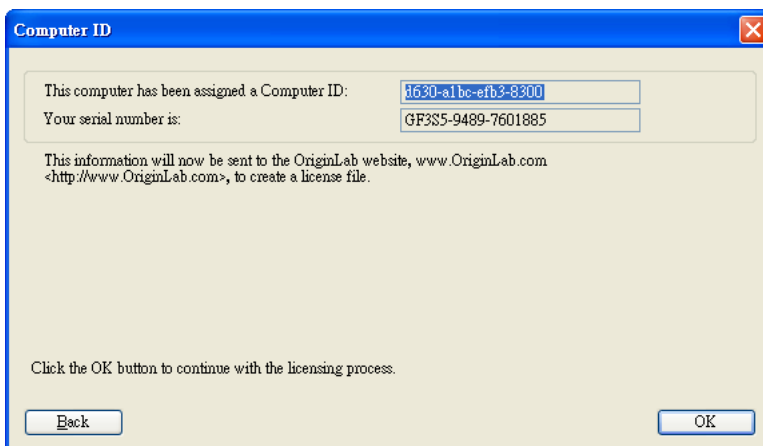 Computer ID
This computer has been assigned a Computer ID: d630-a1bc-efb3-8300
Your serial number is: GF3S5-9489-7601885
This information will now be sent to the OriginLab website, www.OriginLab.com
<http://www.OriginLab.com>, to create a license file.
Click the OK button to continue with the licensing process.
Back OK